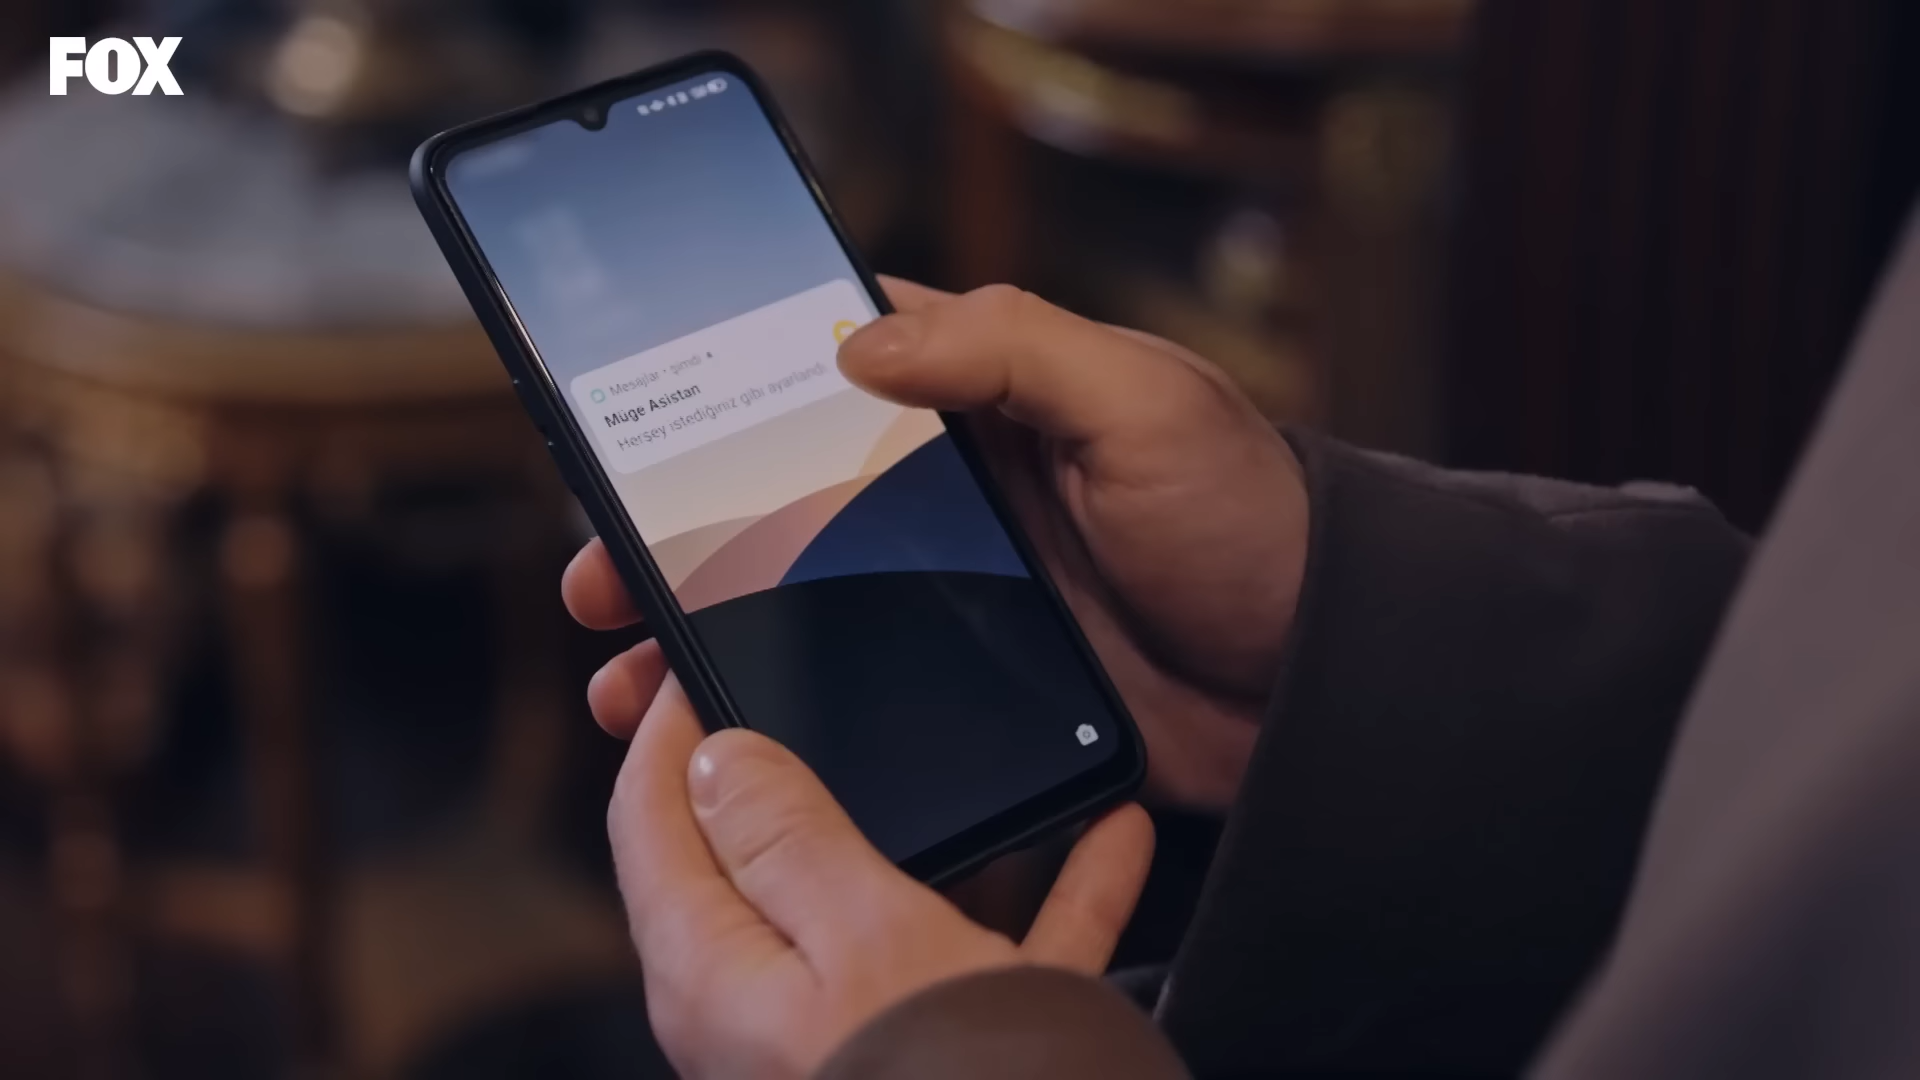 FOX
Mesajlar • şimdi
Müge Asistan
Herşey istediğiniz gibi ayarlandı.